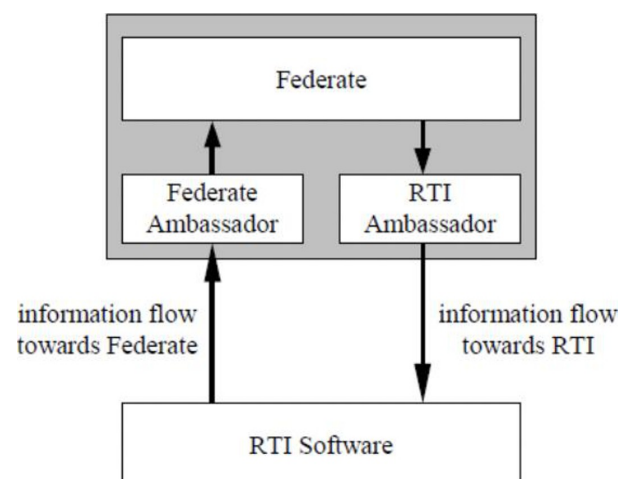 Federate
Federate
Ambassador
RTI
Ambassador
information flow
towards Federate
information flow
towards RTI
RTI Software